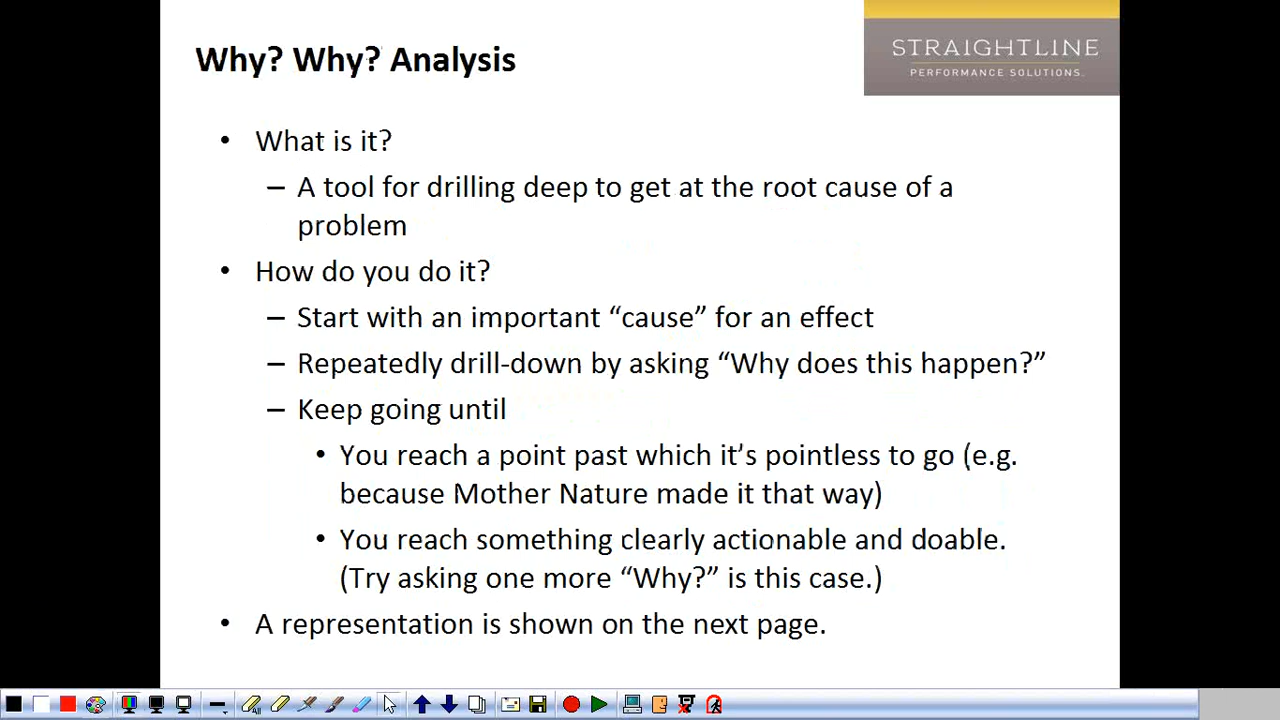 Why? Why? Analysis
STRAIGHTLINE
PERFORMANCE SOLUTIONS.
• What is it?
– A tool for drilling deep to get at the root cause of a
problem
• How do you do it?
– Start with an important “cause” for an effect
– Repeatedly drill-down by asking “Why does this happen?”
– Keep going until
• You reach a point past which it’s pointless to go (e.g.
because Mother Nature made it that way)
• You reach something clearly actionable and doable.
(Try asking one more “Why?” is this case.)
• A representation is shown on the next page.